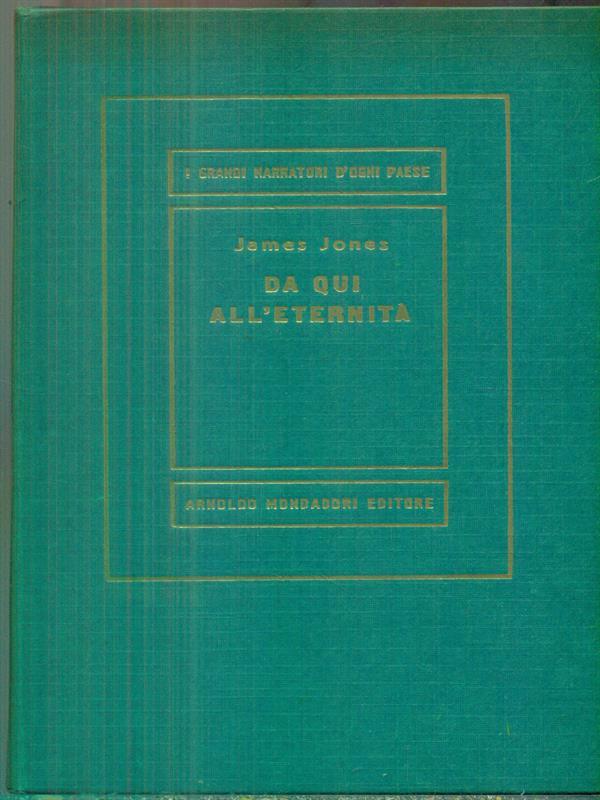 I GRANDI NARRATORI D'OGNI PAESE
James Jones
DA QUI
ALL'ETERNITÀ
ARNOLDO MONDADORI EDITORE